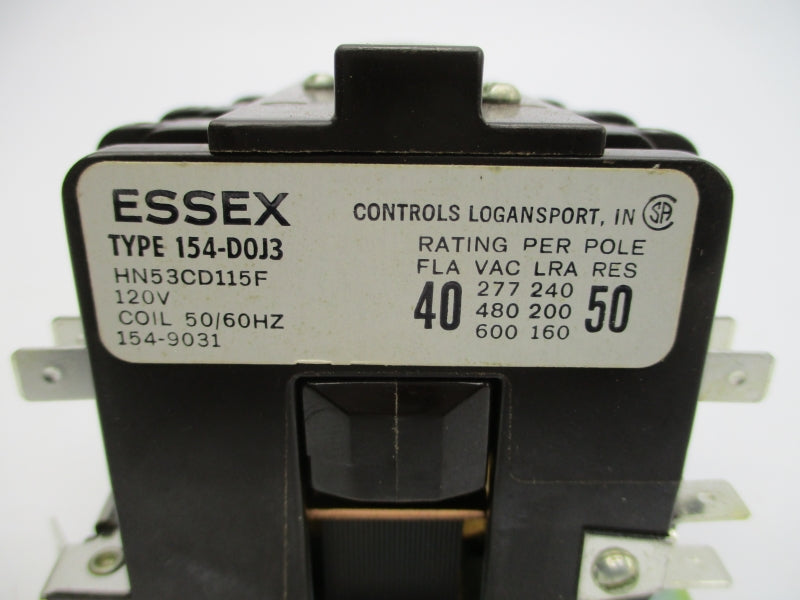 ESSEX
TYPE 154-D0J3
HN53CD115F
120V
COIL 50/60HZ
154-9031
CONTROLS LOGANSPORT, IN SA
RATING PER POLE
FLA VAC LRA RES
40 277 240 50
480 200
600 160